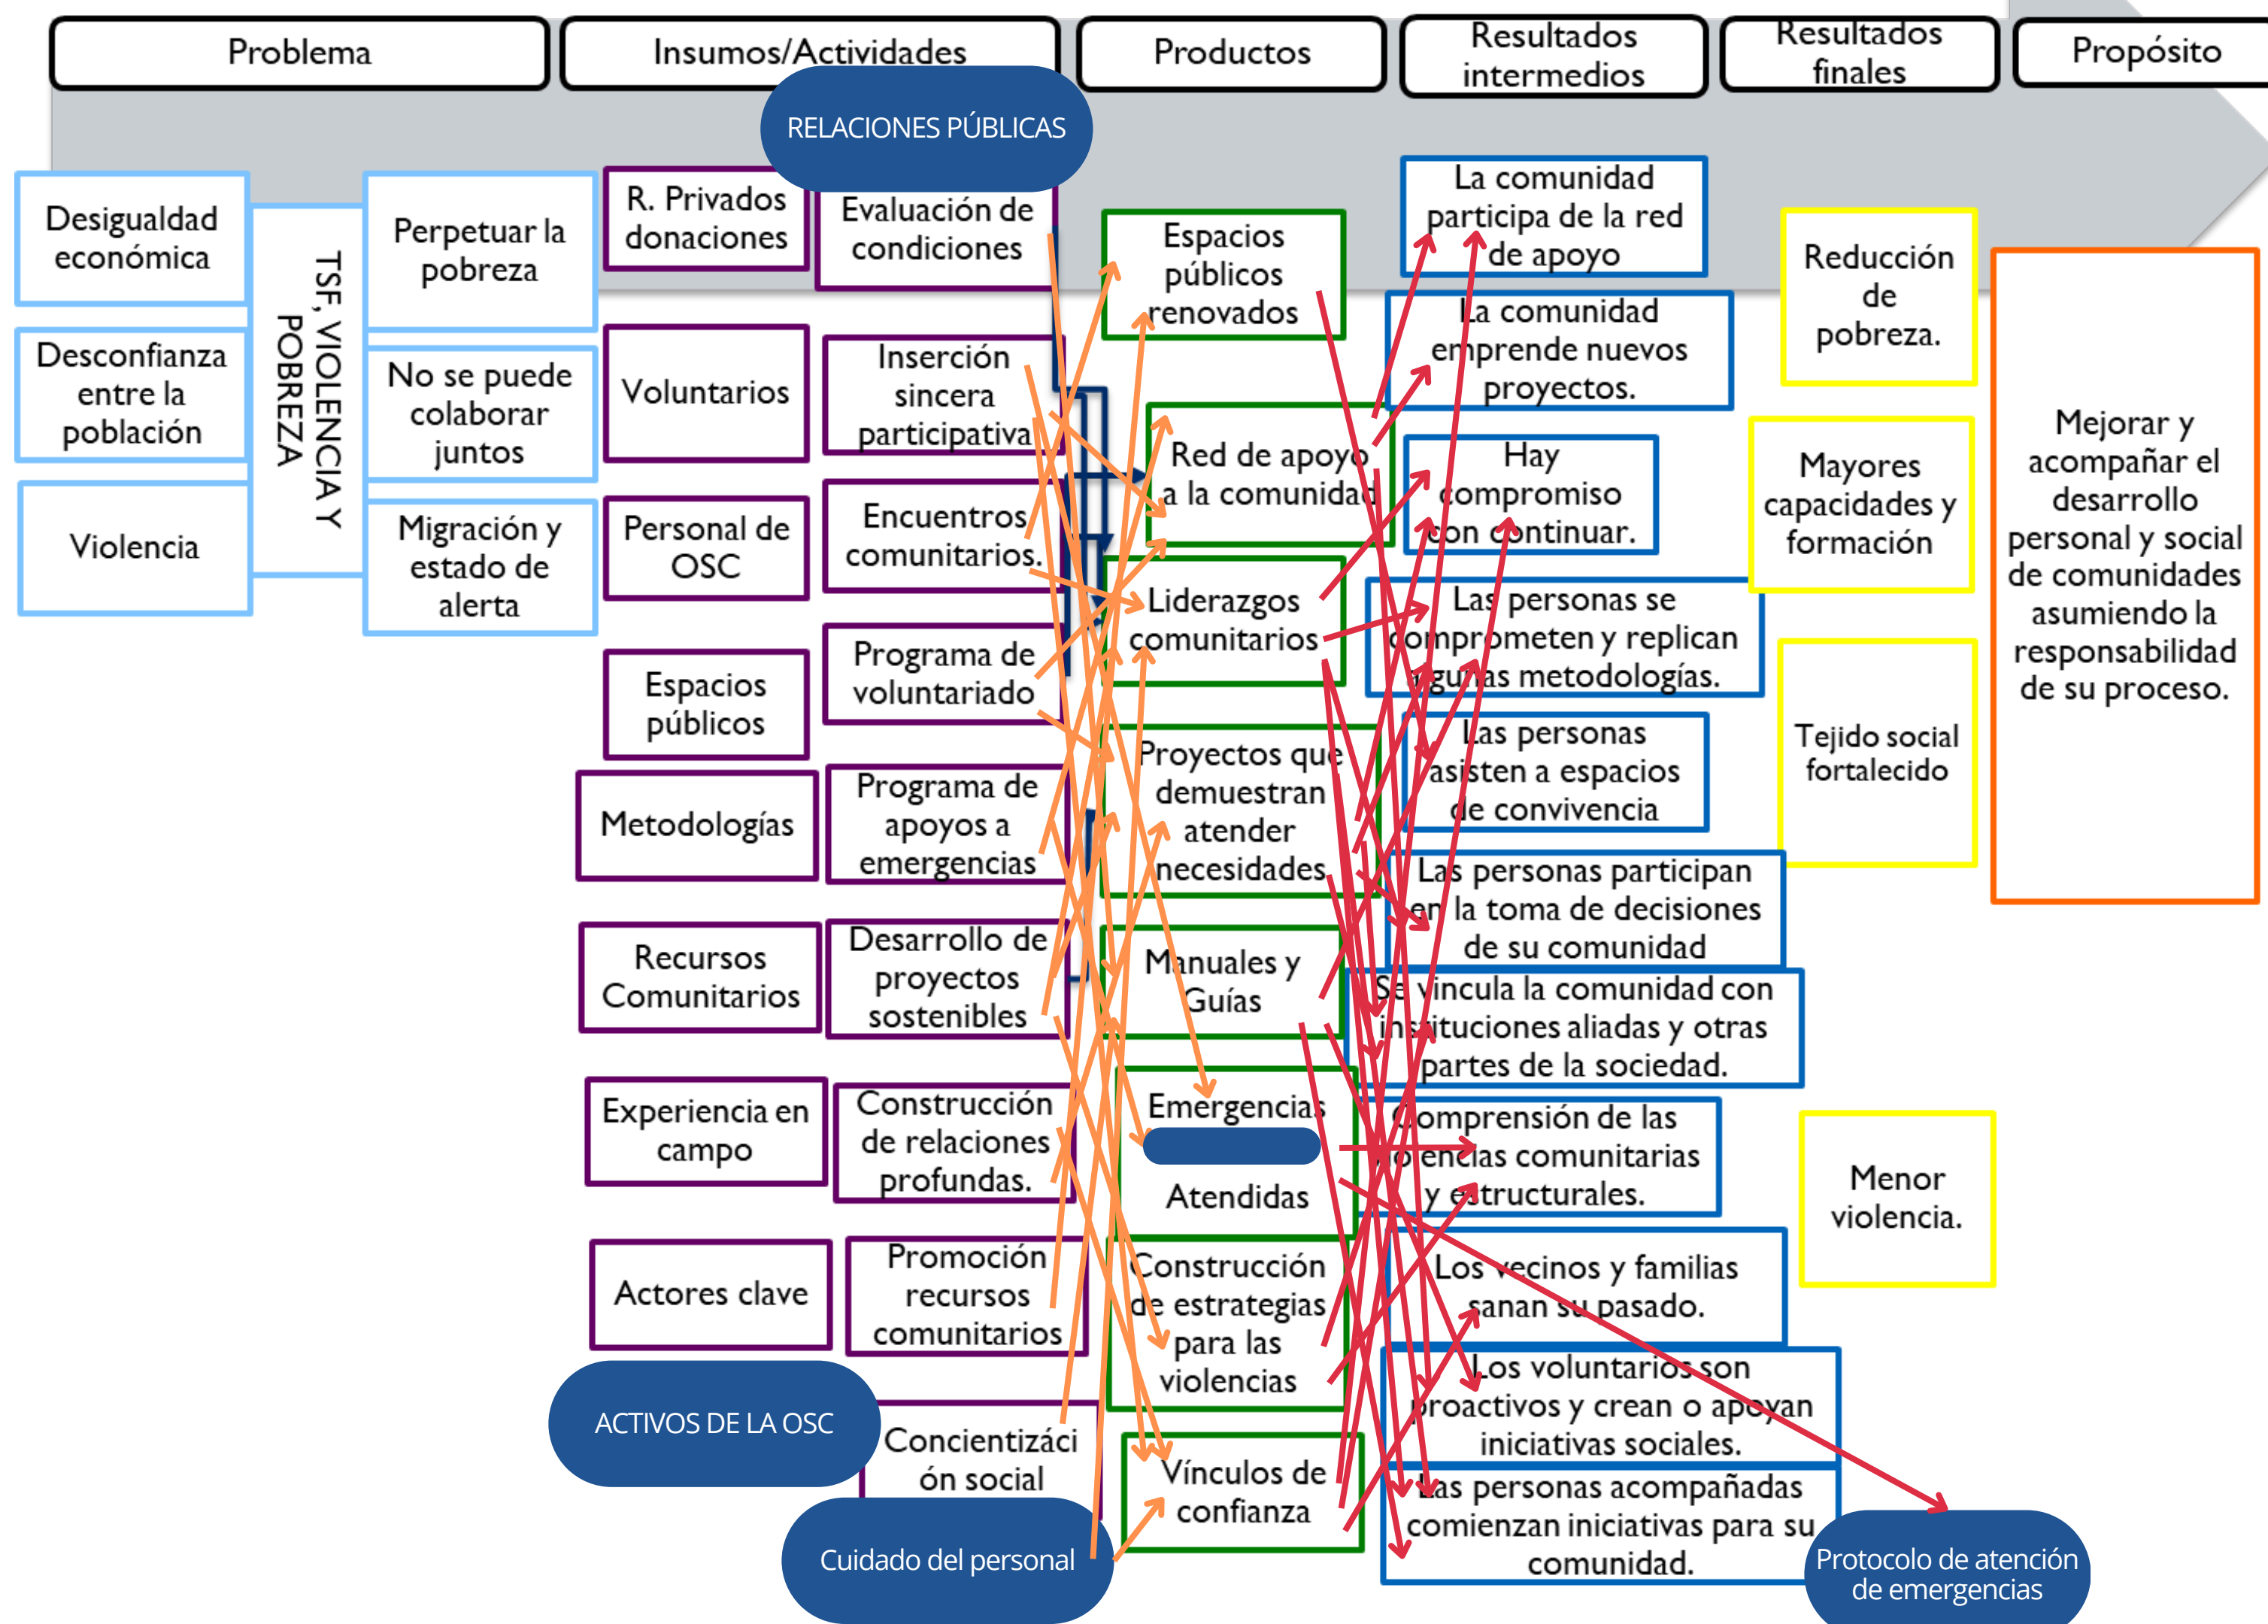 Problema
Insumos/Actividades
Productos
Resultados
intermedios
Resultados
finales
Propósito
RELACIONES PÚBLICAS
Desigualdad
económica
Desconfianza
entre la
población
Violencia
TSF, VIOLENCIA Y
POBREZA
Perpetuar la
pobreza
No se puede
colaborar
juntos
Migración y
estado de
alerta
R. Privados
donaciones
Voluntarios
Personal de
OSC
Espacios
públicos
Metodologías
Recursos
Comunitarios
Experiencia en
campo
Actores clave
ACTIVOS DE LA OSC
Evaluación de
condiciones
Inserción
sincera
participativa
Encuentros
comunitarios.
Programa de
voluntariado
Programa de
apoyos a
emergencias
Desarrollo de
proyectos
sostenibles
Construcción
de relaciones
profundas.
Promoción
recursos
comunitarios
Concientizáci
ón social
Cuidado del personal
Espacios
públicos
renovados
Red de apoyo
a la comunidad
Liderazgos
comunitarios
Proyectos que
demuestran
atender
necesidades
Manuales y
Guías
Emergencias
Atendidas
Construcción
de estrategias
para las
violencias
Vínculos de
confianza
La comunidad
participa de la red
de apoyo
La comunidad
emprende nuevos
proyectos.
Hay
compromiso
con continuar.
Las personas se
comprometen y replican
algunas metodologías.
Las personas
asisten a espacios
de convivencia
Las personas participan
en la toma de decisiones
de su comunidad
Se vincula la comunidad con
instituciones aliadas y otras
partes de la sociedad.
Comprensión de las
violencias comunitarias
y estructurales.
Los vecinos y familias
sanan su pasado.
Los voluntarios son
proactivos y crean o apoyan
iniciativas sociales.
Las personas acompañadas
comienzan iniciativas para su
comunidad.
Reducción
de
pobreza.
Mayores
capacidades y
formación
Tejido social
fortalecido
Menor
violencia.
Protocolo de atención
de emergencias
Mejorar y
acompañar el
desarrollo
personal y social
de comunidades
asumiendo la
responsabilidad
de su proceso.